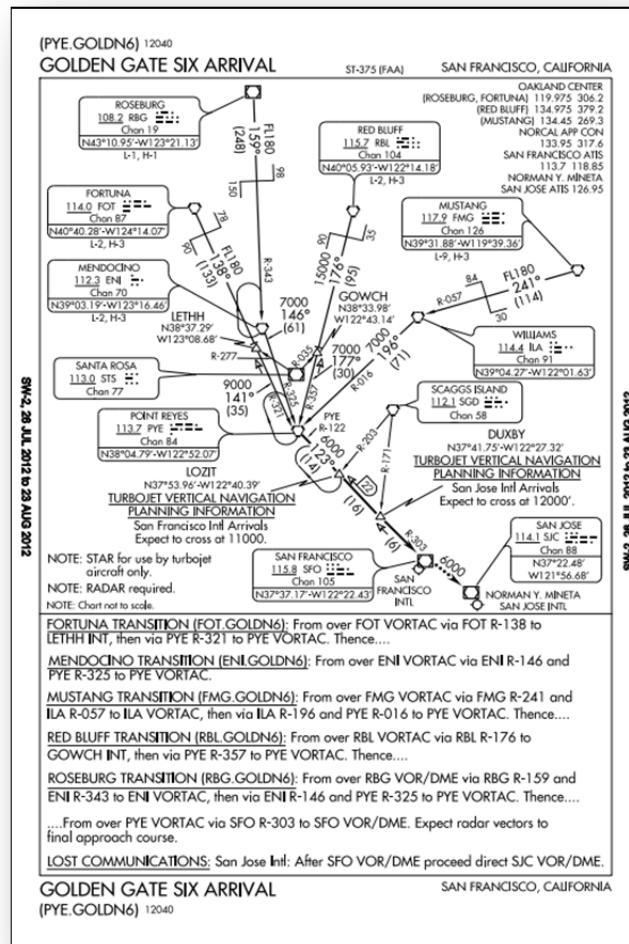 (PYE.GOLDN6) 12040
GOLDEN GATE SIX ARRIVAL
ST-375 (FAA)
SAN FRANCISCO, CALIFORNIA
OAKLAND CENTER
(ROSEBURG, FORTUNA) 119.975 306.2
(RED BLUFF) 134.975 379.2
(MUSTANG) 134.45 269.3
NORCAL APP CON
133.95 317.6
SAN FRANCISCO ATIS
113.7 118.85
NORMAN Y. MINETA
SAN JOSE ATIS 126.95
ROSEBURG
108.2 RBG
Chan 19
N43°10.95'-W123°21.13'
L-1, H-1
FL180
159°
(248)
98
150
RED BLUFF
115.7 RBL
Chan 104
N40°05.93'-W122°14.18'
L-2, H-3
FORTUNA
114.0 FOT
Chan 87
N40°40.28'-W124°14.07'
L-2, H-3
78
90
FL180
138°
(133)
R-343
90
35
15000
176°
(95)
MUSTANG
117.9 FMG
Chan 126
N39°31.88'-W119°39.36'
L-9, H-3
84
30
FL180
241°
(114)
R-057
MENDOCINO
112.3 ENI
Chan 70
N39°03.19'-W123°16.46'
L-2, H-3
7000
146°
(61)
GOWCH
N38°33.98'
W122°43.14'
LETHH
N38°37.29'
W123°08.68'
R-277
R-035
7000
177°
(30)
7000
196°
(71)
R-016
WILLIAMS
114.4 ILA
Chan 91
N39°04.27'-W122°01.63'
SANTA ROSA
113.0 STS
Chan 77
9000
141°
(35)
R-321
R-325
R-357
SCAGGS ISLAND
112.1 SGD
Chan 58
POINT REYES
113.7 PYE
Chan 84
N38°04.79'-W122°52.07'
PYE
R-122
6000
123°
(14)
R-203
R-171
DUXBY
N37°41.75'-W122°27.32'
TURBOJET VERTICAL NAVIGATION
PLANNING INFORMATION
San Jose Intl Arrivals
Expect to cross at 12000'.
LOZIT
N37°53.96'-W122°40.39'
TURBOJET VERTICAL NAVIGATION
PLANNING INFORMATION
San Francisco Intl Arrivals
Expect to cross at 11000.
22
(16)
(6)
R-303
6000
SAN JOSE
114.1 SJC
Chan 88
N37°22.48'
W121°56.68'
SAN FRANCISCO
115.8 SFO
Chan 105
N37°37.17'-W122°22.43'
SAN
FRANCISCO
INTL
NORMAN Y. MINETA
SAN JOSE INTL
NOTE: STAR for use by turbojet
aircraft only.
NOTE: RADAR required.
NOTE: Chart not to scale.
SW-2, 26 JUL 2012 to 23 AUG 2012
SW-2, 26 JUL 2012 to 23 AUG 2012
FORTUNA TRANSITION (FOT.GOLDN6): From over FOT VORTAC via FOT R-138 to
LETHH INT, then via PYE R-321 to PYE VORTAC. Thence....
MENDOCINO TRANSITION (ENI.GOLDN6): From over ENI VORTAC via ENI R-146 and
PYE R-325 to PYE VORTAC.
MUSTANG TRANSITION (FMG.GOLDN6): From over FMG VORTAC via FMG R-241 and
ILA R-057 to ILA VORTAC, then via ILA R-196 and PYE R-016 to PYE VORTAC. Thence....
RED BLUFF TRANSITION (RBL.GOLDN6): From over RBL VORTAC via RBL R-176 to
GOWCH INT, then via PYE R-357 to PYE VORTAC. Thence....
ROSEBURG TRANSITION (RBG.GOLDN6): From over RBG VOR/DME via RBG R-159 and
ENI R-343 to ENI VORTAC, then via ENI R-146 and PYE R-325 to PYE VORTAC. Thence....
....From over PYE VORTAC via SFO R-303 to SFO VOR/DME. Expect radar vectors to
final approach course.
LOST COMMUNICATIONS: San Jose Intl: After SFO VOR/DME proceed direct SJC VOR/DME.
GOLDEN GATE SIX ARRIVAL
(PYE.GOLDN6) 12040
SAN FRANCISCO, CALIFORNIA